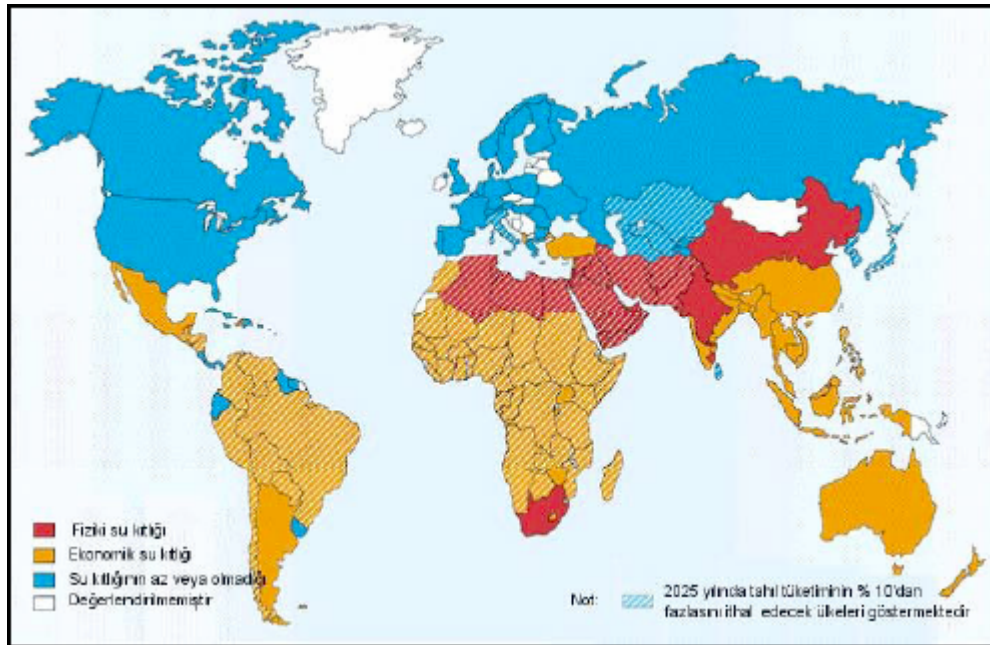 Fiziki su kıtlığı
Ekonomik su kıtlığı
Su kıtlığının az veya olmadığı
Değerlendirilmemiştir
Not:
2025 yılında tahıl tüketiminin % 10'dan
fazlasını ithal edecek ülkeleri göstermektedir